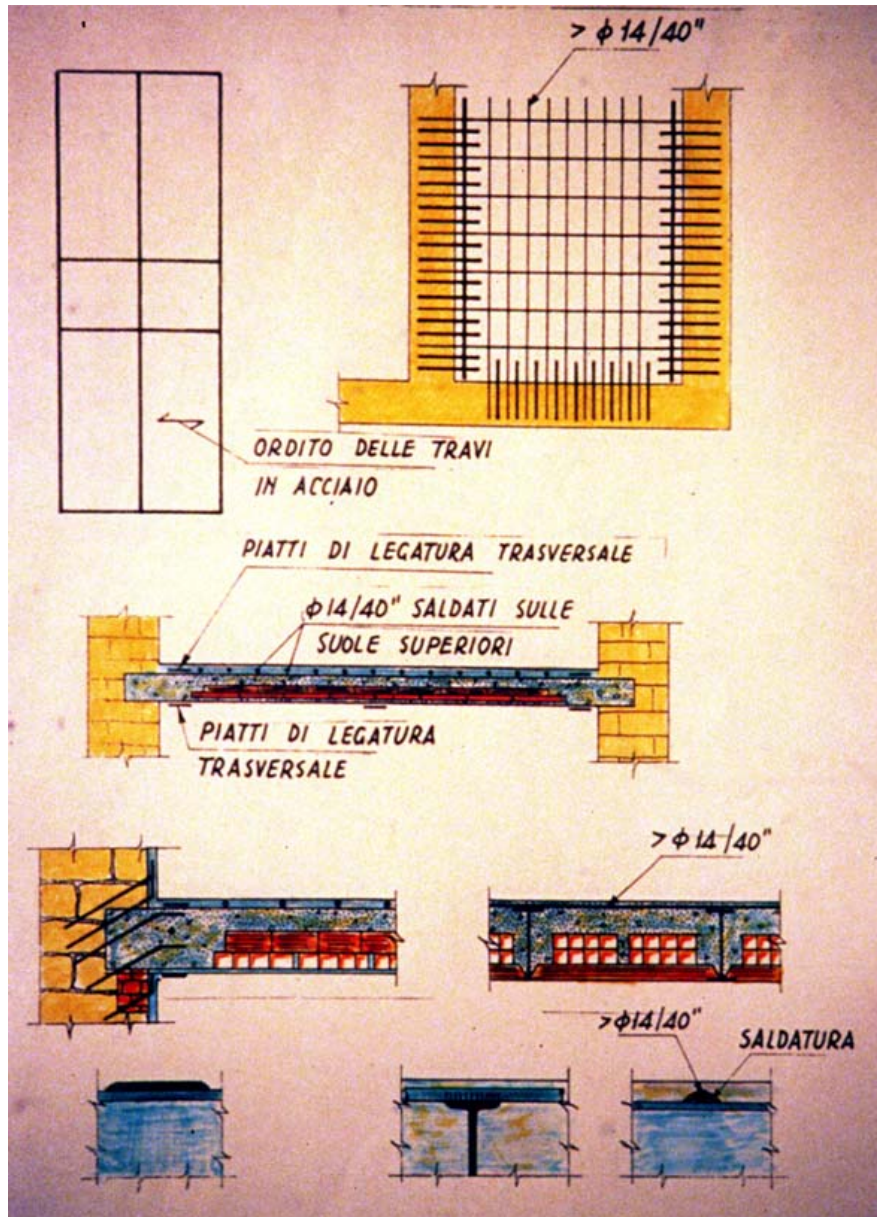 > φ 14/40"
ORDITO DELLE TRAVI
IN ACCIAIO
PIATTI DI LEGATURA TRASVERSALE
φ 14/40" SALDATI SULLE
SUOLE SUPERIORI
PIATTI DI LEGATURA
TRASVERSALE
> φ 14/40"
> φ14/40"
SALDATURA